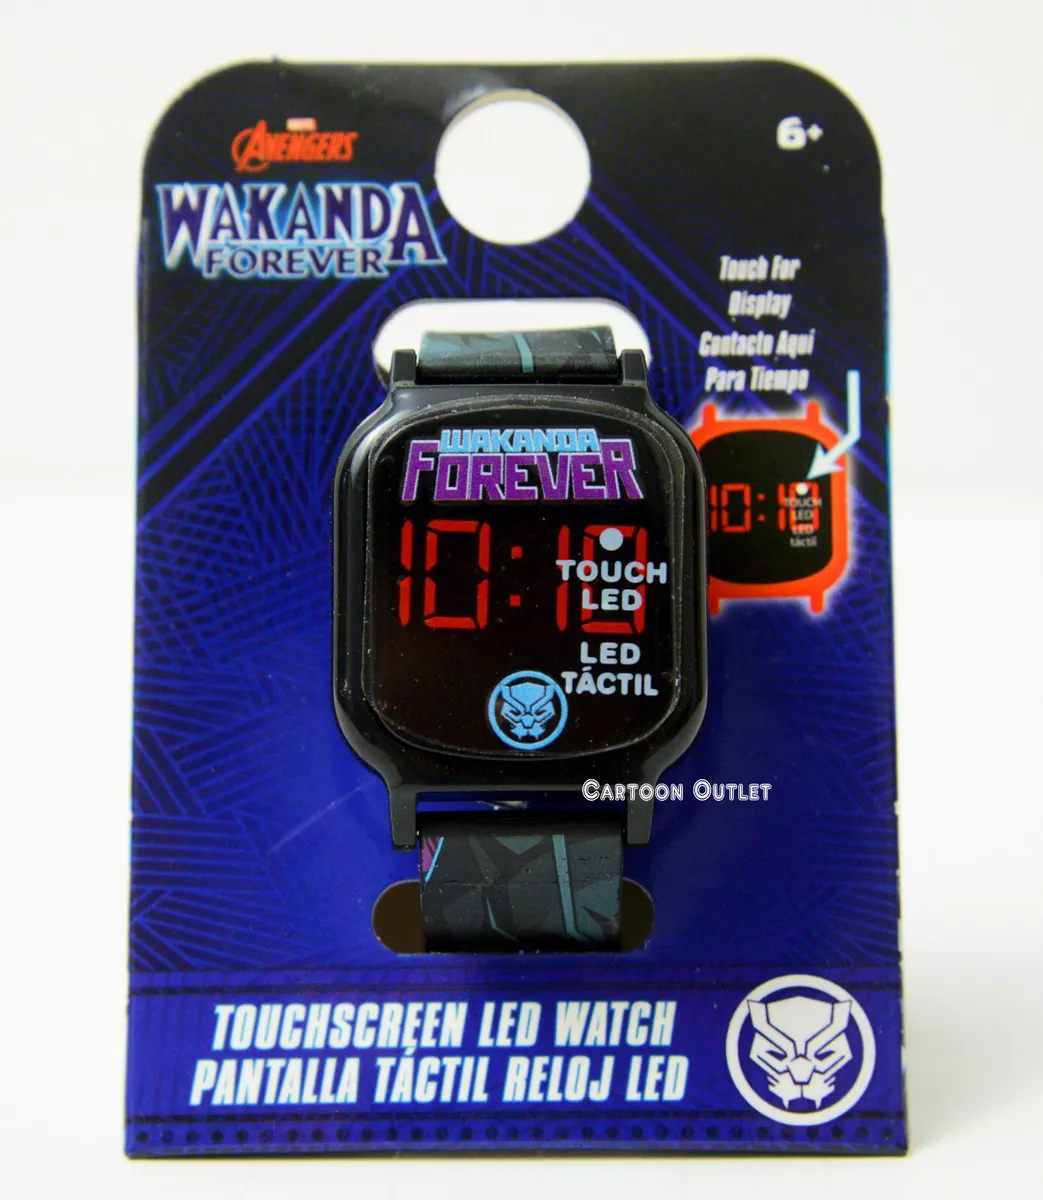 MARVEL
AVENGERS
6+
WAKANDA
FOREVER
Touch For
Display
Contacto Aquí
Para Tiempo
WAKANDA
FOREVER
10:10
TOUCH
LED
LED
TÁCTIL
10:10
TOUCH
LED
LED
táctil
CARTOON OUTLET
TOUCHSCREEN LED WATCH
PANTALLA TÁCTIL RELOJ LED